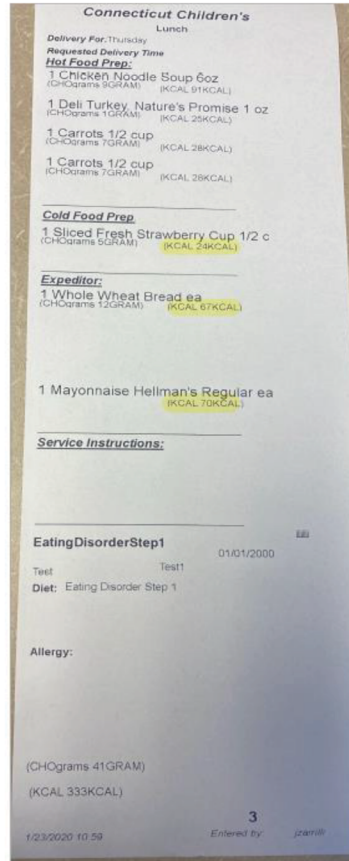 Connecticut Children's
Lunch
Delivery For:Thursday
Requested Delivery Time
Hot Food Prep:
1 Chicken Noodle Soup 6oz
(CHOgrams 9GRAM) (KCAL 91KCAL)
1 Deli Turkey, Nature's Promise 1 oz
(CHOgrams 1GRAM) (KCAL 25KCAL)
1 Carrots 1/2 cup
(CHOgrams 7GRAM) (KCAL 28KCAL)
1 Carrots 1/2 cup
(CHOgrams 7GRAM) (KCAL 28KCAL)
Cold Food Prep
1 Sliced Fresh Strawberry Cup 1/2 c
(CHOgrams 5GRAM) (KCAL 24KCAL)
Expeditor:
1 Whole Wheat Bread ea
(CHOgrams 12GRAM) (KCAL 67KCAL)
1 Mayonnaise Hellman's Regular ea
(KCAL 70KCAL)
Service Instructions:
EatingDisorderStep1
01/01/2000
Test Test1
Diet: Eating Disorder Step 1
Allergy:
(CHOgrams 41GRAM)
(KCAL 333KCAL)
3
1/23/2020 10:59 Entered by: jzarrilli